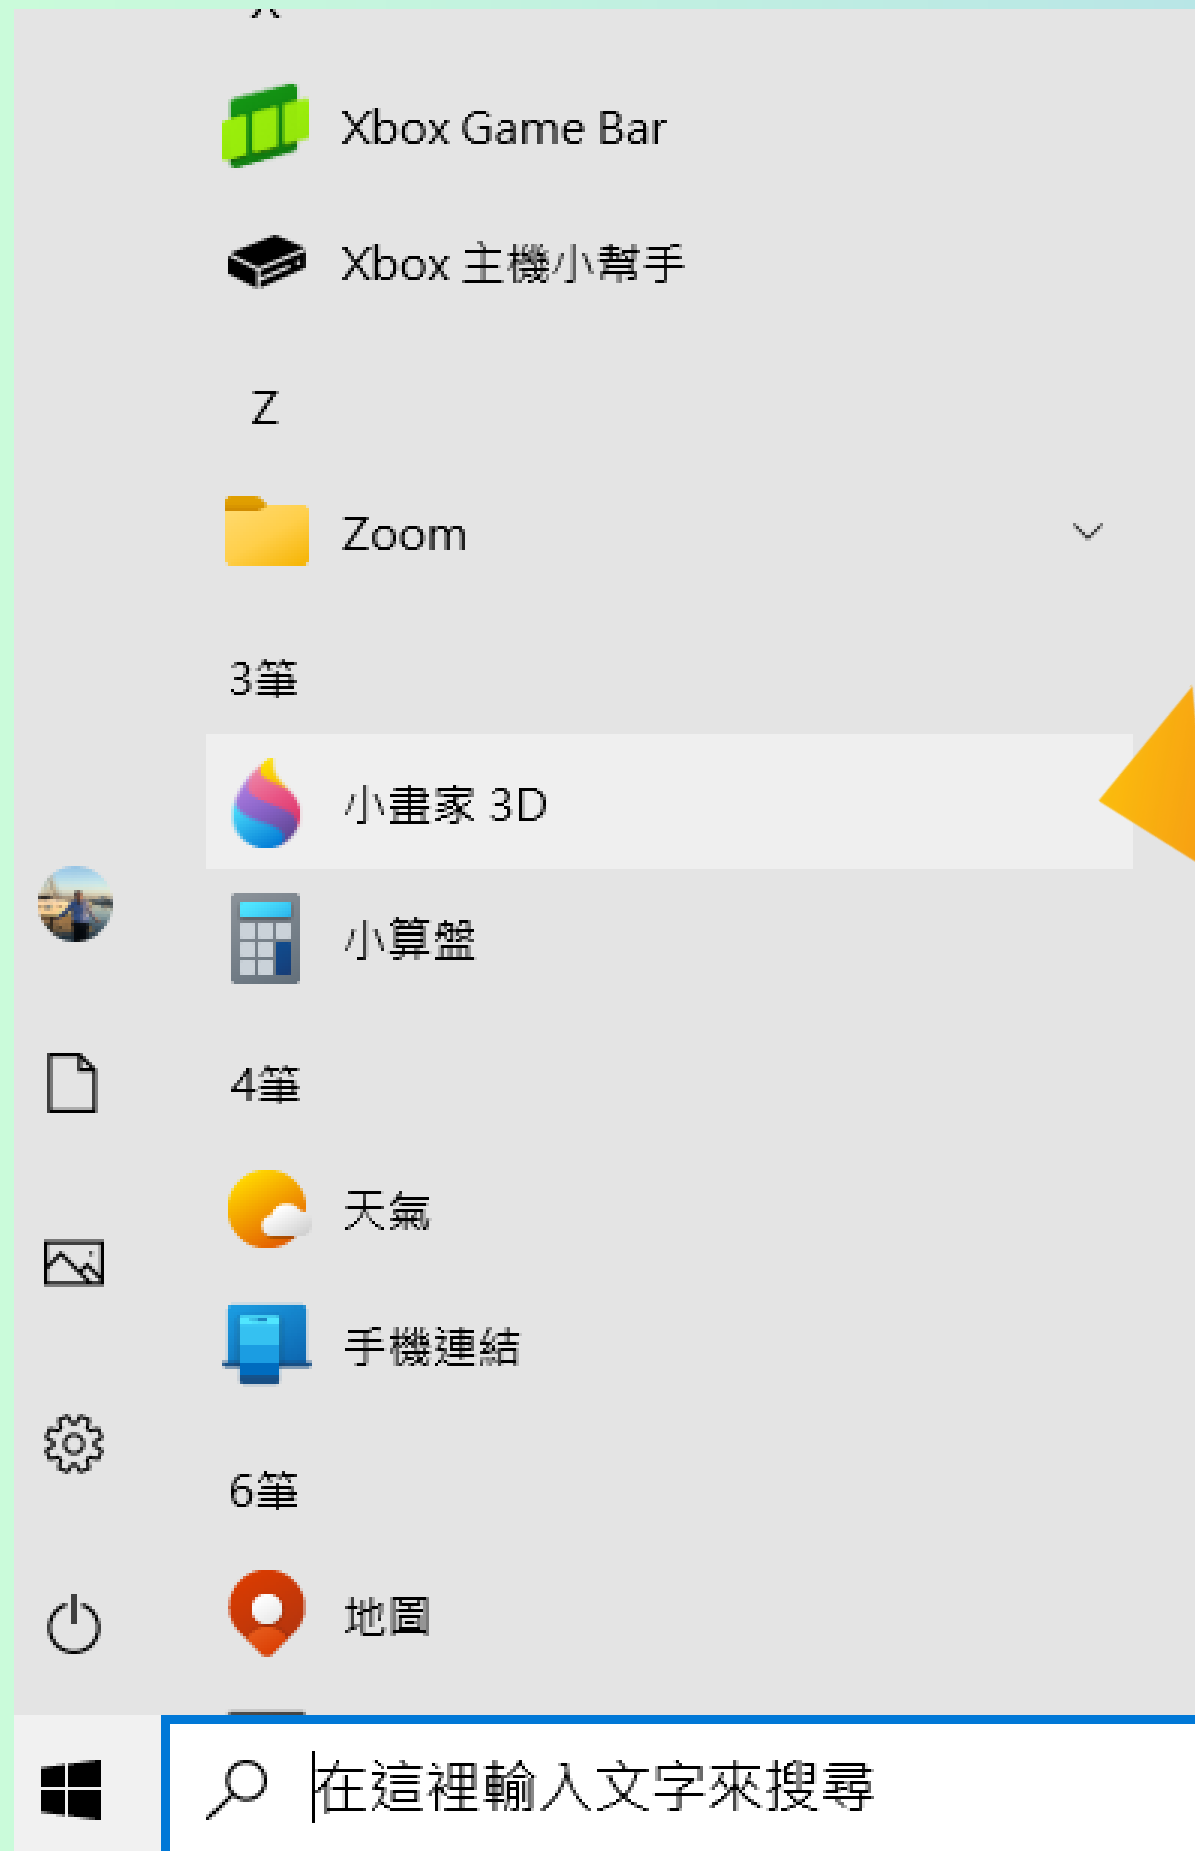 Xbox Game Bar
Xbox 主機小幫手
Z
Zoom
3筆
小畫家 3D
小算盤
4筆
天氣
手機連結
6筆
地圖
在這裡輸入文字來搜尋